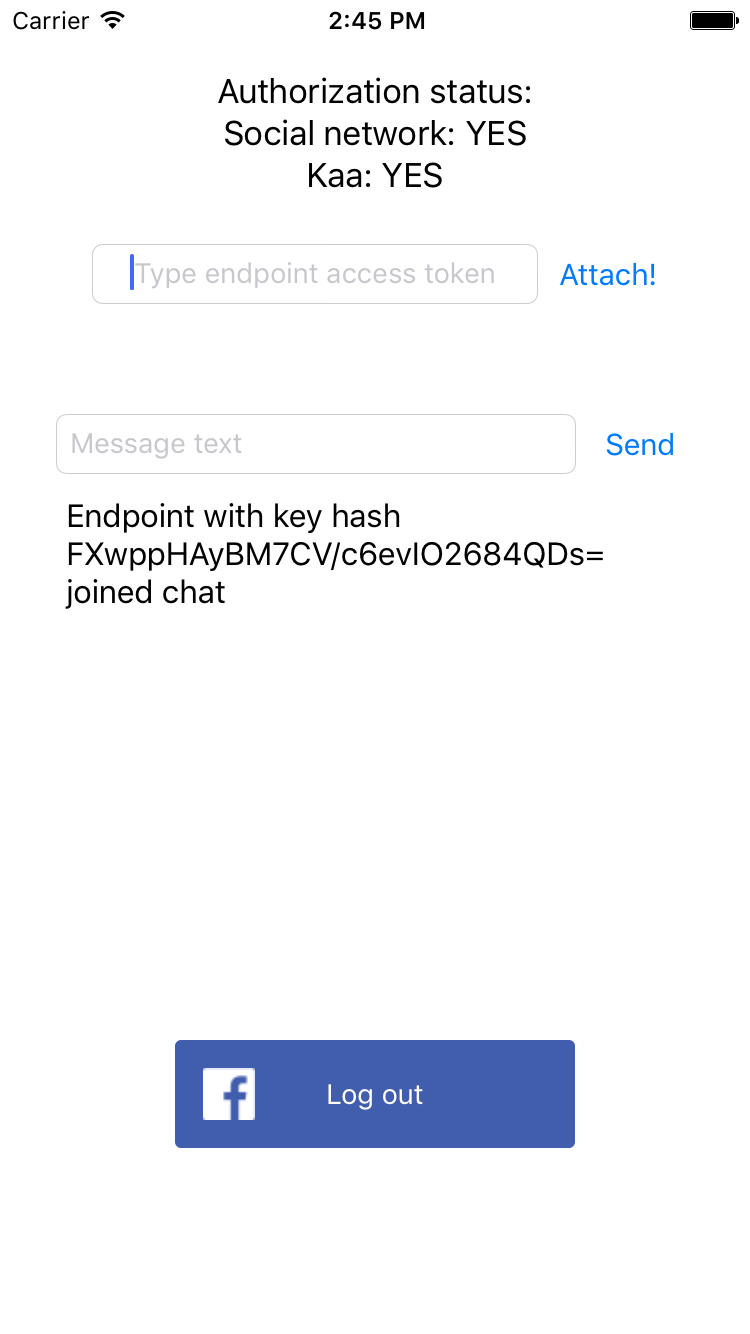 Carrier 2:45 PM
Authorization status:
Social network: YES
Kaa: YES
Type endpoint access token Attach!
Message text Send
Endpoint with key hash
FXwppHAyBM7CV/c6evIO2684QDs=
joined chat
f Log out